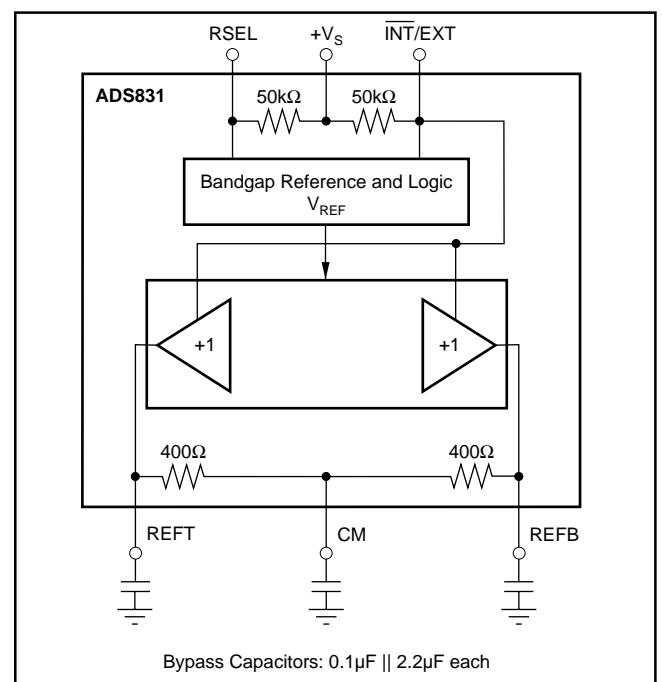 RSEL +VS INT/EXT
ADS831
50kΩ 50kΩ
Bandgap Reference and Logic
VREF
+1 +1
400Ω 400Ω
REFT CM REFB
Bypass Capacitors: 0.1µF || 2.2µF each